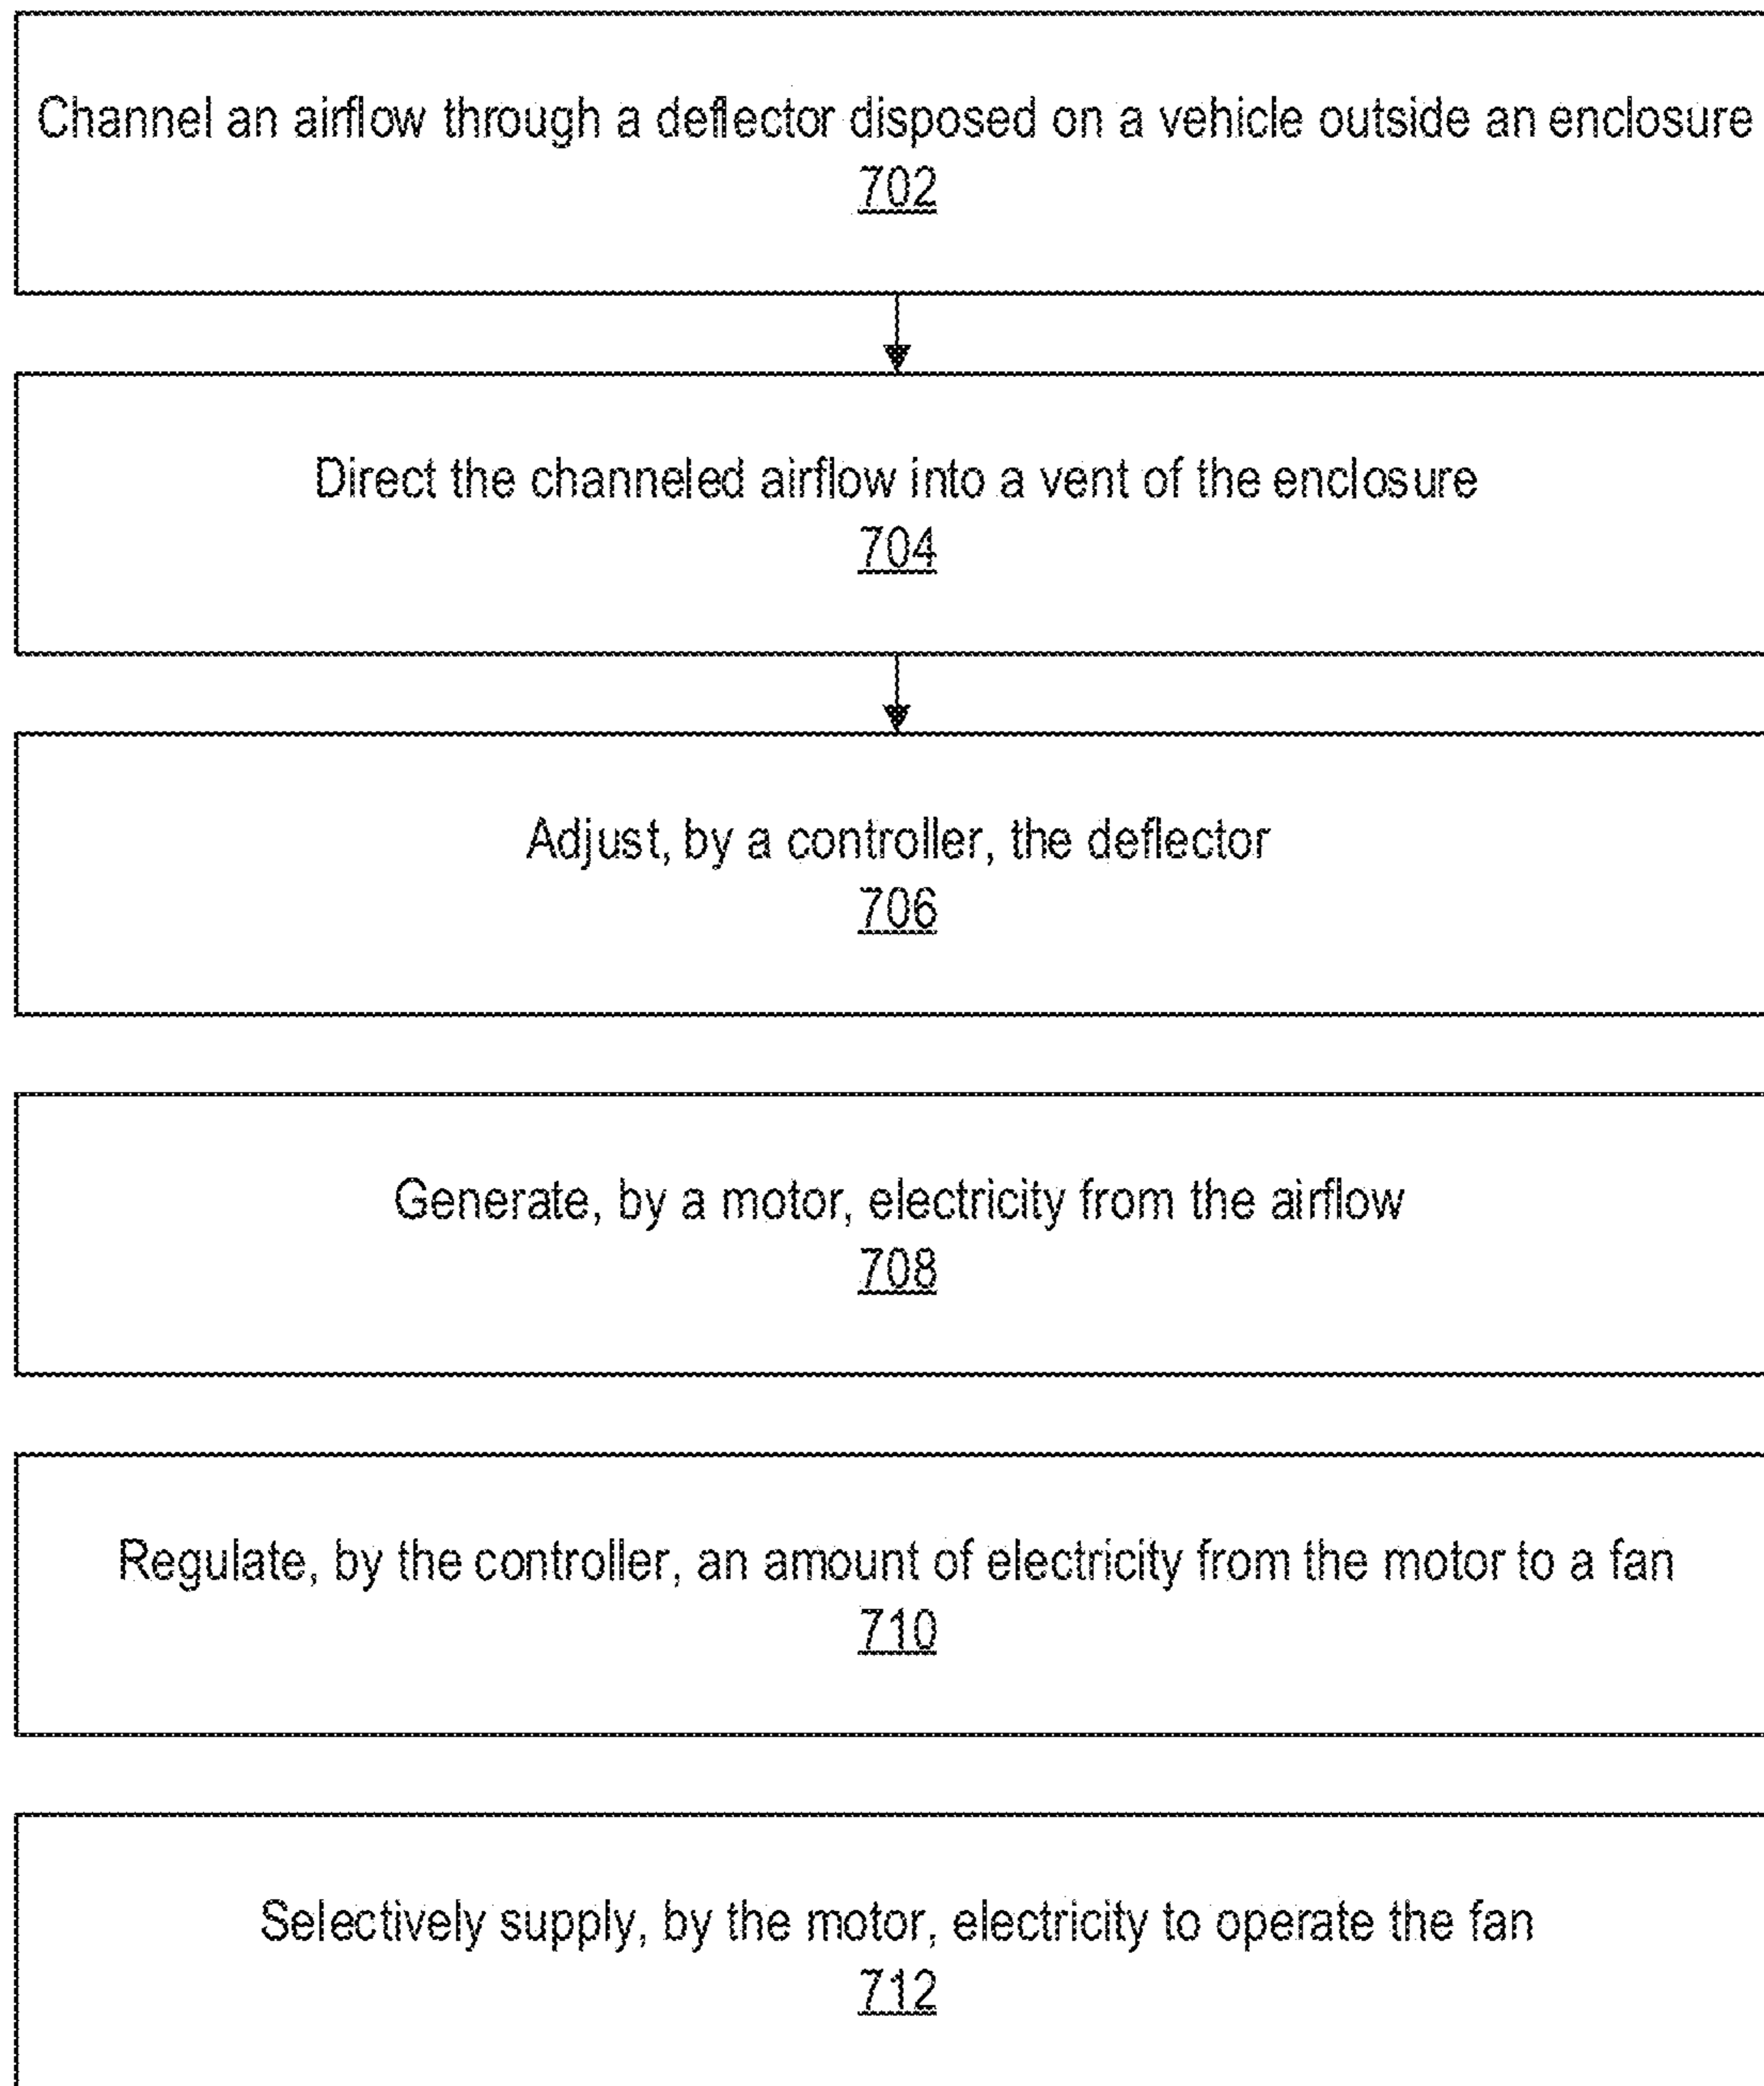 Channel an airflow through a deflector disposed on a vehicle outside an enclosure
702
Direct the channeled airflow into a vent of the enclosure
704
Adjust, by a controller, the deflector
706
Generate, by a motor, electricity from the airflow
708
Regulate, by the controller, an amount of electricity from the motor to a fan
710
Selectively supply, by the motor, electricity to operate the fan
712